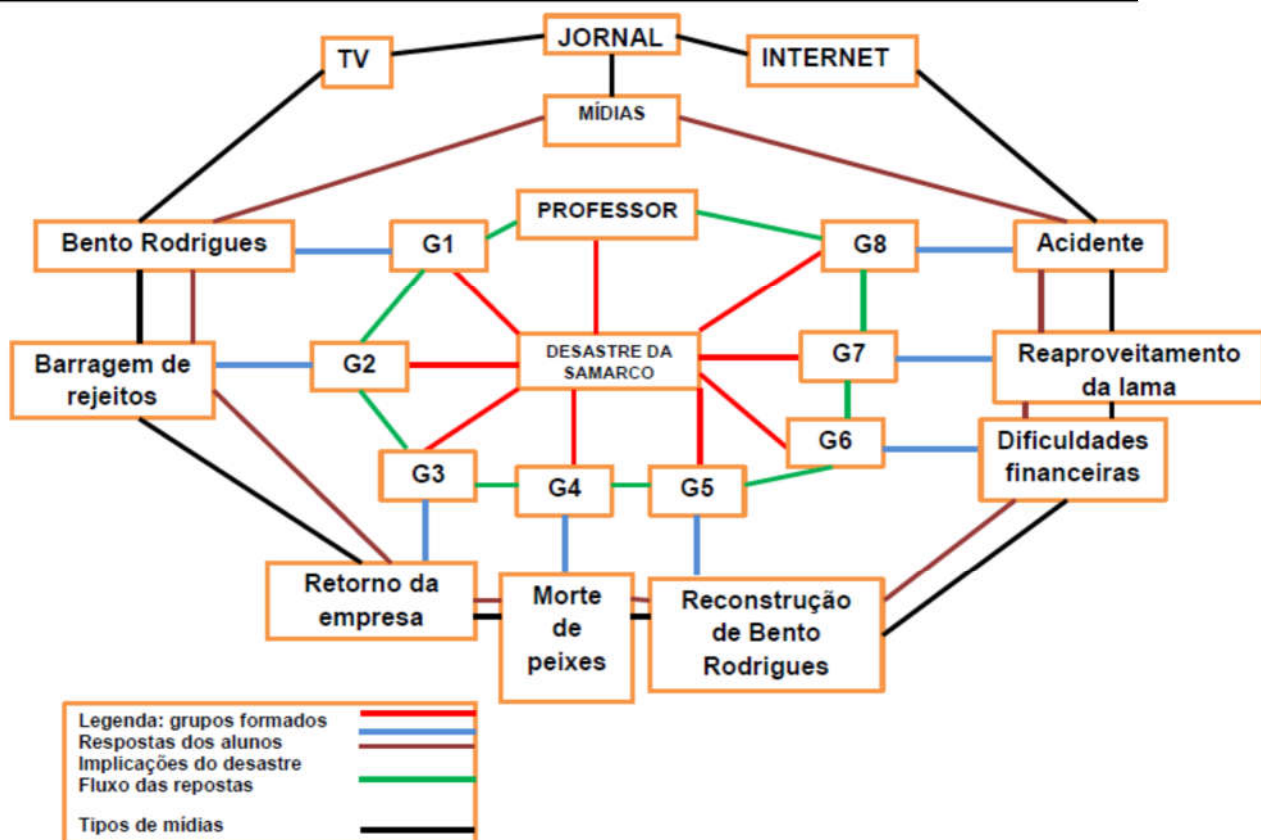 JORNAL
TV
INTERNET
MÍDIAS
PROFESSOR
Bento Rodrigues
G1
G8
Acidente
Barragem de
rejeitos
G2
DESASTRE DA
SAMARCO
G7
Reaproveitamento
da lama
G3
G4
G5
G6
Dificuldades
financeiras
Retorno da
empresa
Morte
de
peixes
Reconstrução
de Bento
Rodrigues
Legenda: grupos formados
Respostas dos alunos
Implicações do desastre
Fluxo das repostas
Tipos de mídias